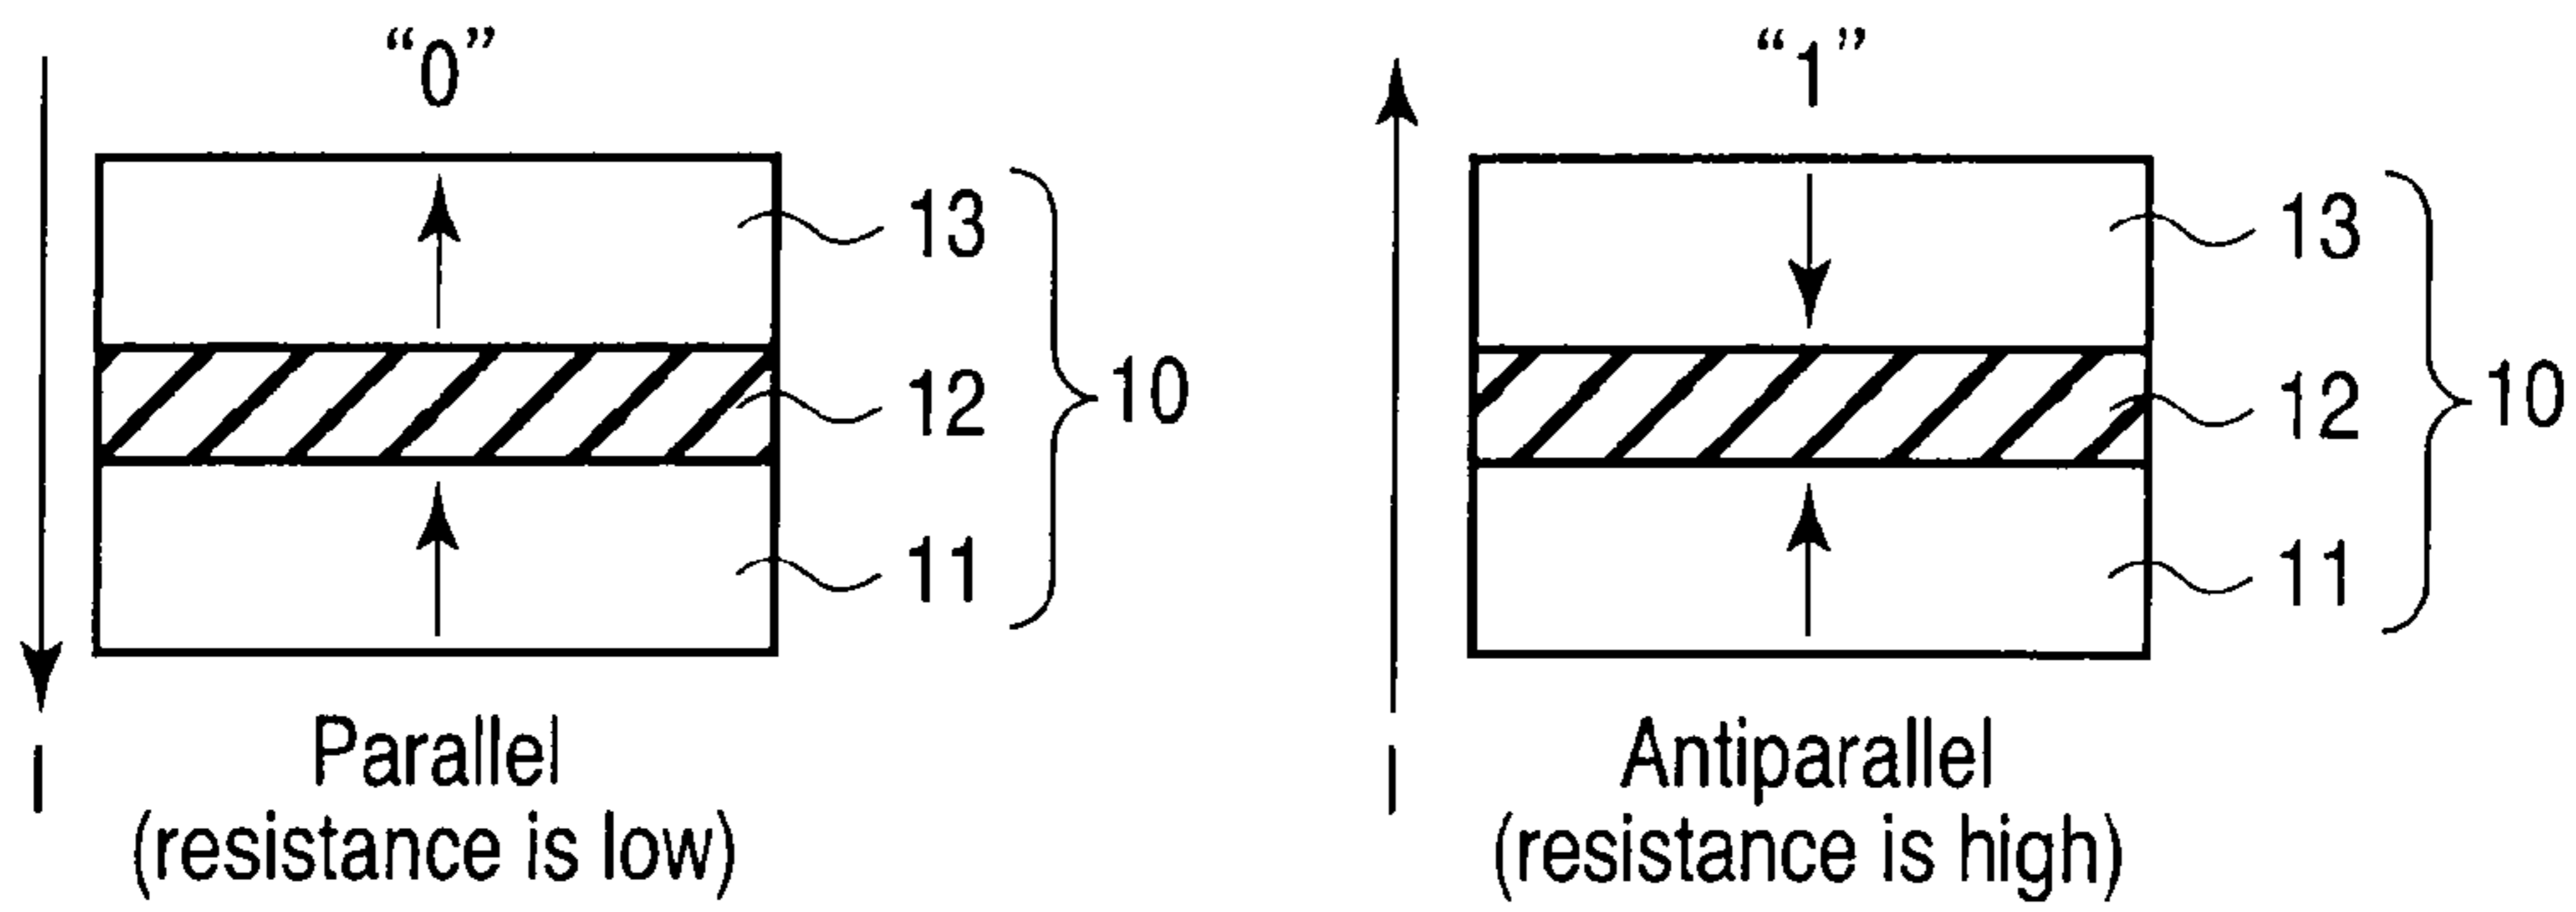 “0”
13
12
10
11
I
Parallel
(resistance is low)
“1”
13
12
10
11
I
Antiparallel
(resistance is high)